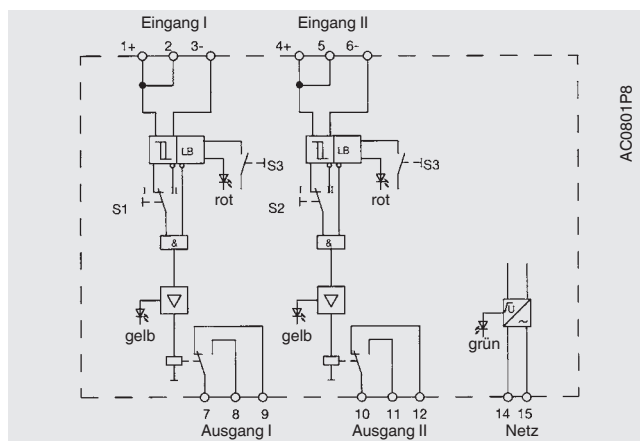 Eingang I
Eingang II
1+ 2 3-
4+ 5 6-
LB
LB
S3
S3
rot
rot
S1
S2
&
&
gelb
gelb
Ü
~
grün
7 8 9
10 11 12
14 15
Ausgang I
Ausgang II
Netz
AC0801P8